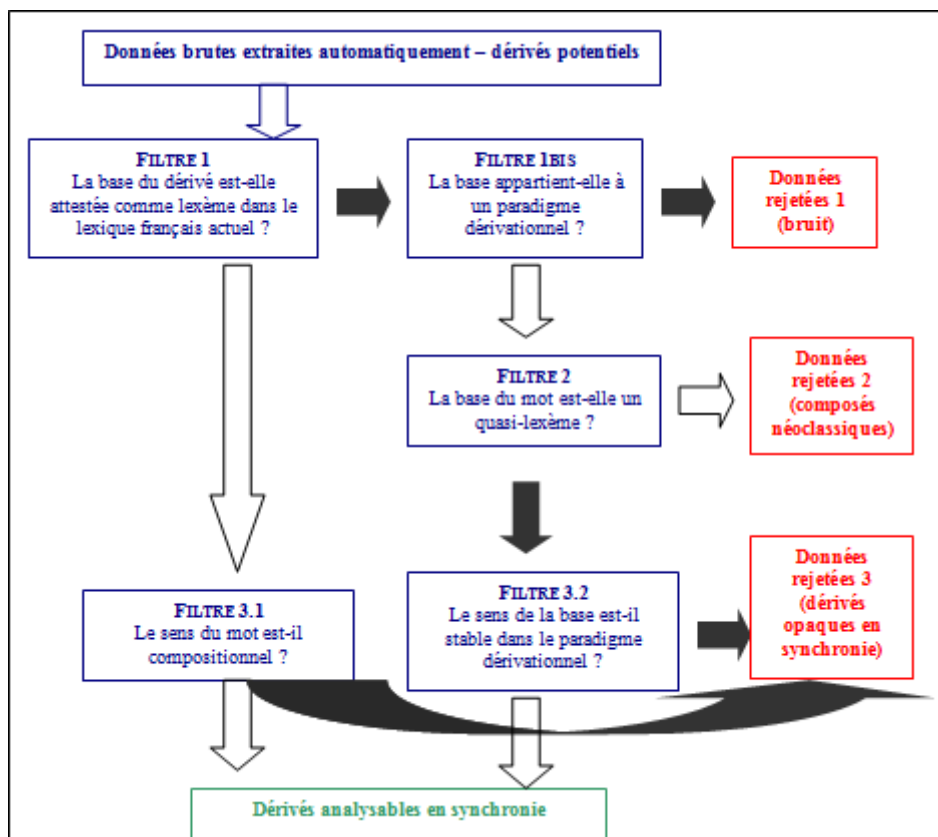 Données brutes extraites automatiquement – dérivés potentiels
FILTRE 1
La base du dérivé est-elle
attestée comme lexème dans le
lexique français actuel ?
FILTRE 1BIS
La base appartient-elle à
un paradigme
dérivationnel ?
Données
rejetées 1
(bruit)
FILTRE 2
La base du mot est-elle un
quasi-lexème ?
Données
rejetées 2
(composés
néoclassiques)
FILTRE 3.1
Le sens du mot est-il
compositionnel ?
FILTRE 3.2
Le sens de la base est-il
stable dans le paradigme
dérivationnel ?
Données
rejetées 3
(dérivés
opaques en
synchronie)
Dérivés analysables en synchronie